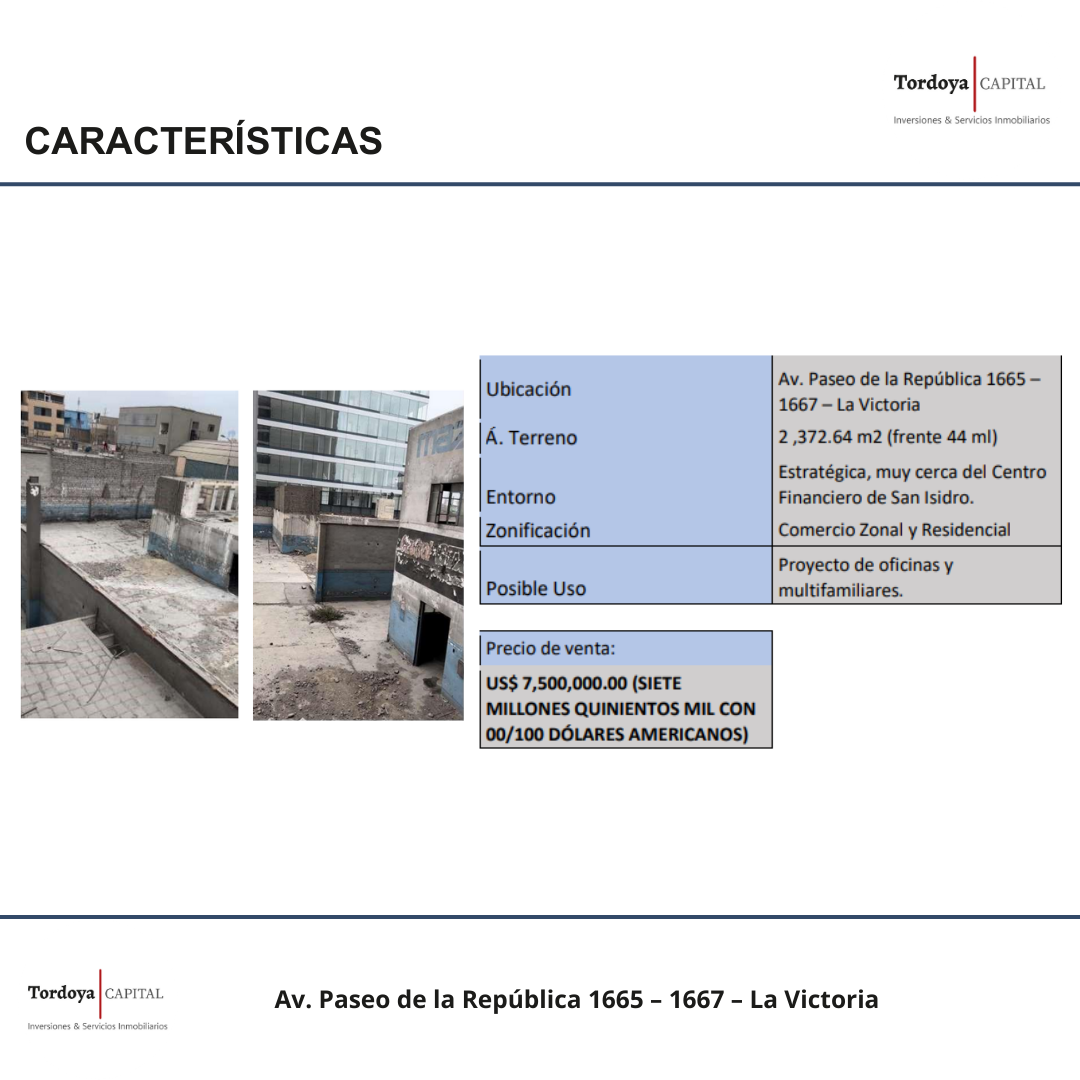 Tordoya CAPITAL
Inversiones & Servicios Inmobiliarios
CARACTERÍSTICAS
Ubicación
Av. Paseo de la República 1665 –
1667 – La Victoria
Á. Terreno
2 ,372.64 m2 (frente 44 ml)
Entorno
Estratégica, muy cerca del Centro
Financiero de San Isidro.
Zonificación
Comercio Zonal y Residencial
Posible Uso
Proyecto de oficinas y
multifamiliares.
Precio de venta:
US$ 7,500,000.00 (SIETE
MILLONES QUINIENTOS MIL CON
00/100 DÓLARES AMERICANOS)
Tordoya CAPITAL
Inversiones & Servicios Inmobiliarios
Av. Paseo de la República 1665 – 1667 – La Victoria